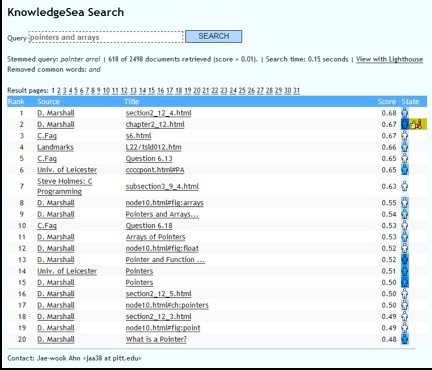 KnowledgeSea Search
Query pointers and arrays SEARCH
Stemmed query: pointer arrai | 618 of 2498 documents retrieved (score > 0.01). | Search time: 0.15 seconds | View with Lighthouse
Removed common words: and
Result pages: 1 2 3 4 5 6 7 8 9 10 11 12 13 14 15 16 17 18 19 20 21 22 23 24 25 26 27 28 29 30 31
Rank Source Title Score State
1 D. Marshall section2_12_4.html 0.68
2 D. Marshall chapter2_12.html 0.67
3 C.Faq s6.html 0.67
4 Landmarks L22/tsld012.htm 0.66
5 C.Faq Question 6.13 0.65
6 Univ. of Leicester ccccpont.html#PA 0.65
7 Steve Holmes: C Programming subsection3_9_4.html 0.63
8 D. Marshall node10.html#fig:arrays 0.55
9 D. Marshall Pointers and Arrays... 0.54
10 C.Faq Question 6.18 0.53
11 D. Marshall Arrays of Pointers 0.53
12 D. Marshall node10.html#fig:float 0.52
13 D. Marshall Pointer and Function ... 0.52
14 Univ. of Leicester Pointers 0.51
15 D. Marshall Pointers 0.50
16 D. Marshall section2_12_5.html 0.50
17 D. Marshall node10.html#ch:pointers 0.50
18 D. Marshall section2_12_3.html 0.49
19 D. Marshall node10.html#fig:point 0.49
20 D. Marshall What is a Pointer? 0.48
Contact: Jae-wook Ahn <jaa38 at pitt.edu>